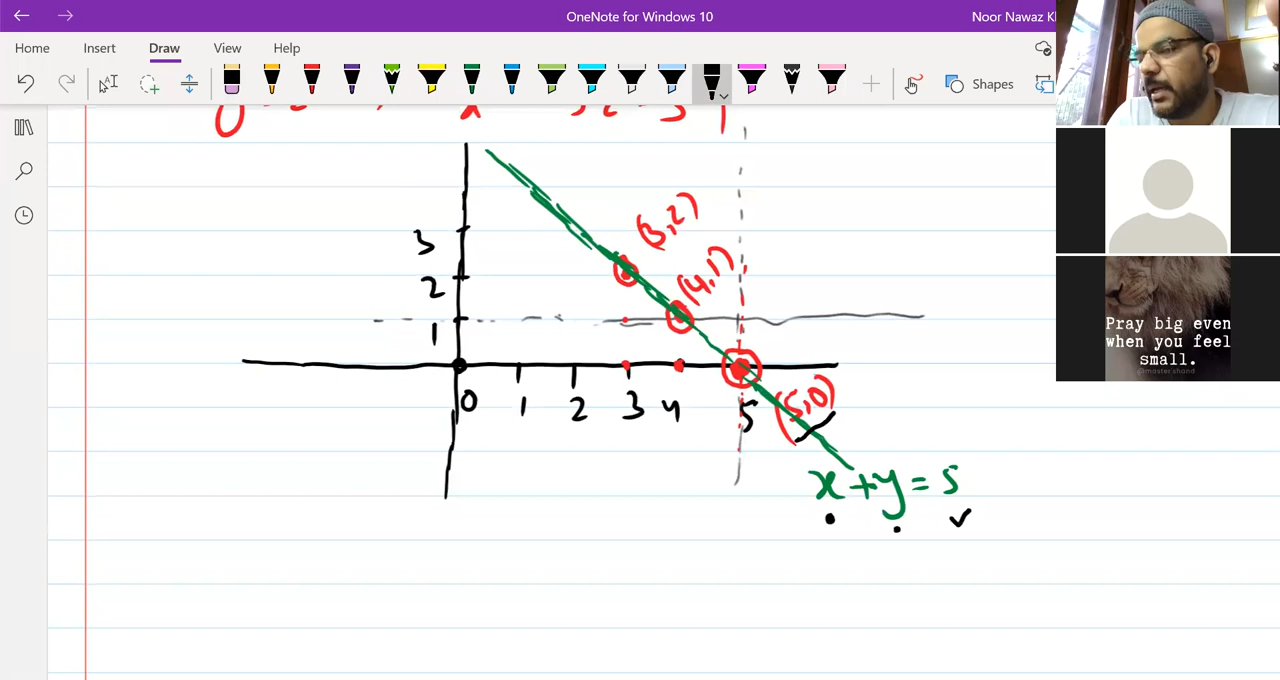 OneNote for Windows 10
Noor Nawaz Kh
Home Insert Draw View Help
Shapes
(3,2)
(4,1)
3
2
1
0 1 2 3 4 5
(5,0)
x+y=5
Pray big even
when you feel
small.